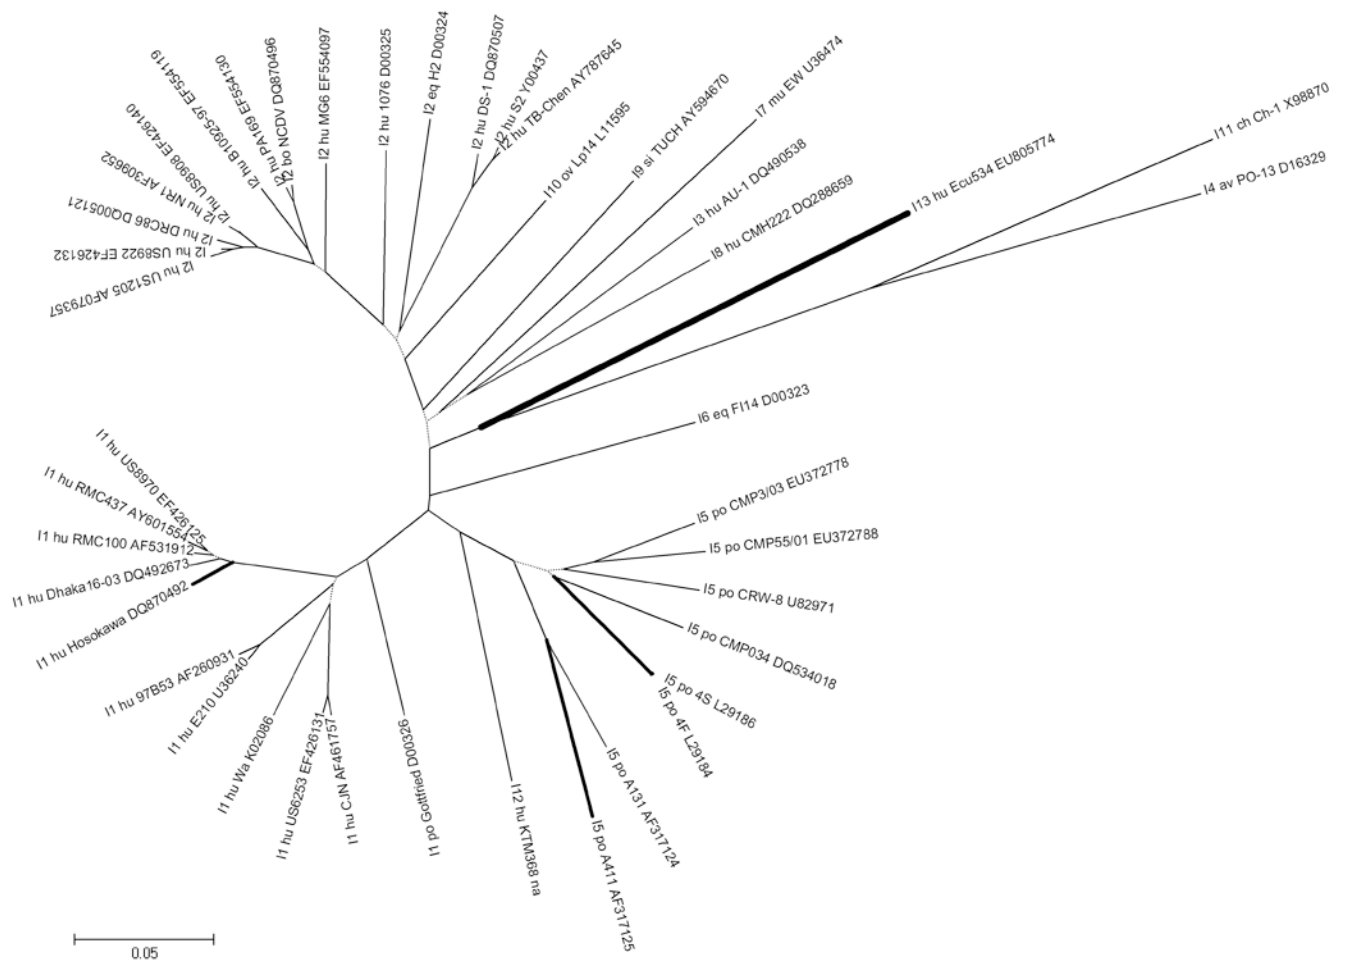 I2 hu US1205 AF079357
I2 hu US8922 EF426132
I2 hu DRC86 DQ005121
I2 hu NR1 AF309652
I2 hu US8908 EF426140
I2 hu B10925-97 EF554119
I2 hu PA169 EF554130
I2 bo NCDV DQ870496
I2 hu MG6 EF554097
I2 hu 1076 D00325
I2 eq H2 D00324
I2 hu DS-1 DQ870507
I2 hu S2 Y00437
I2 hu TB-Chen AY787645
I10 ov Lp14 L11595
I9 si TUCH AY594670
I7 mu EW U36474
I3 hu AU-1 DQ490538
I8 hu CMH222 DQ288659
I13 hu Ecu534 EU805774
I11 ch Ch-1 X98870
I4 av PO-13 D16329
I6 eq FI14 D00323
I5 po CMP3/03 EU372778
I5 po CMP55/01 EU372788
I5 po CRW-8 U82971
I5 po CMP034 DQ534018
I5 po 4S L29186
I5 po 4F L29184
I5 po A131 AF317124
I5 po A411 AF317125
I12 hu KTM368 na
I1 po Gottfried D00326
I1 hu CJN AF461757
I1 hu US6253 EF426131
I1 hu Wa K02086
I1 hu E210 U36240
I1 hu 97B53 AF260931
I1 hu Hosokawa DQ870492
I1 hu Dhaka16-03 DQ492673
I1 hu RMC100 AF531912
I1 hu RMC437 AY601554
I1 hu US8970 EF426125
0.05